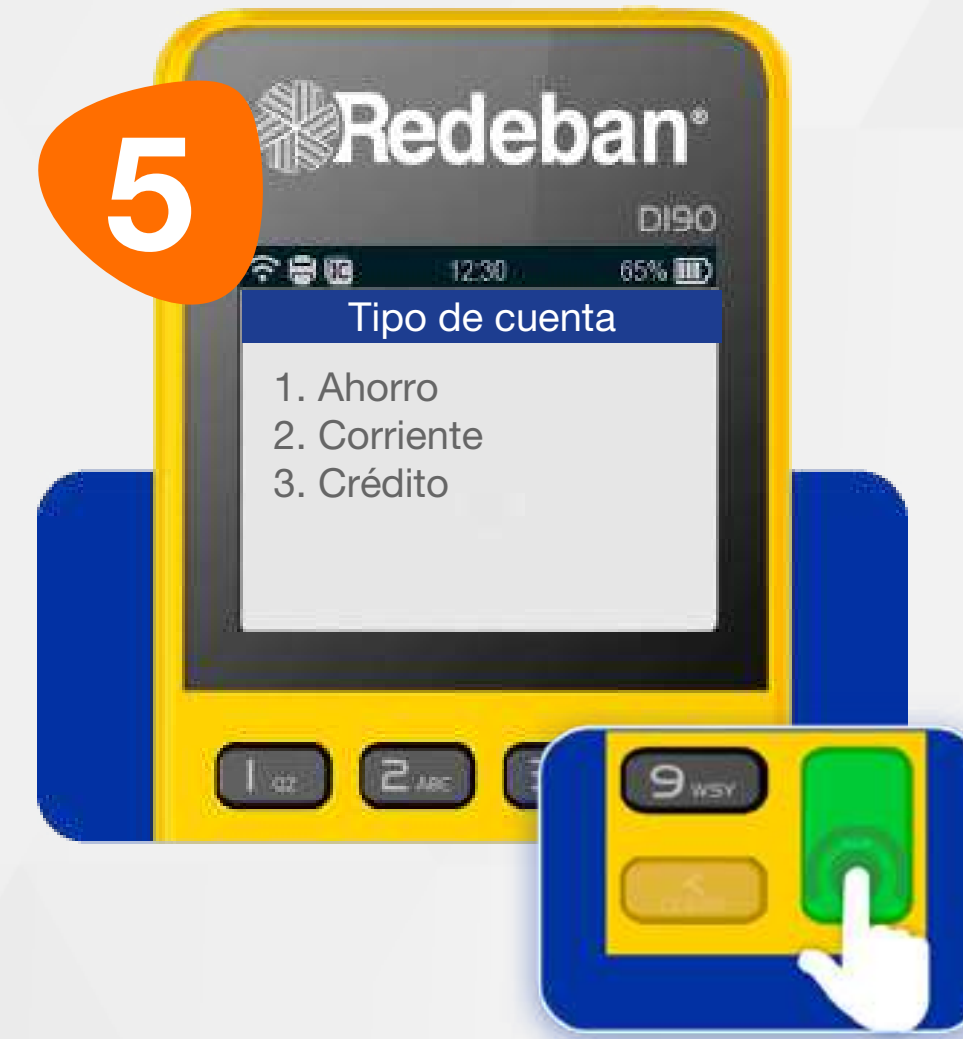 5
Redeban®
DI90
12:30 65%
Tipo de cuenta
1. Ahorro
2. Corriente
3. Crédito
1 QZ 2 ABC
9 WSY